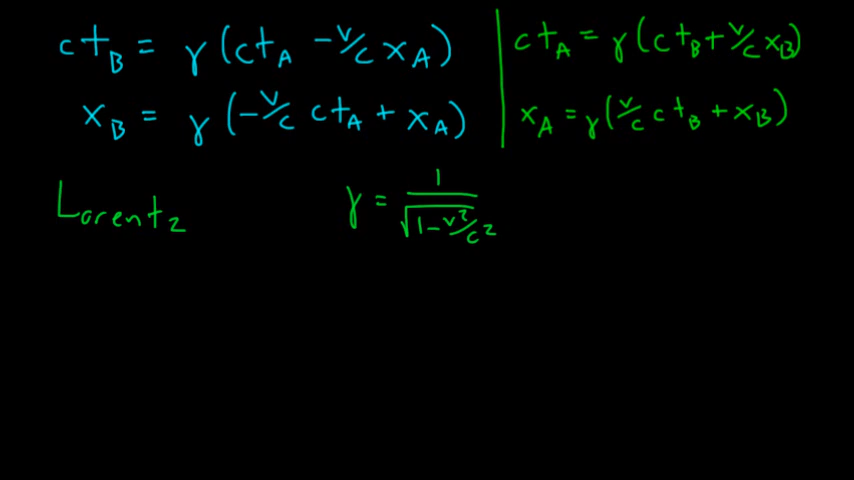 ct_B = γ(ct_A − v/c x_A)
x_B = γ(−v/c ct_A + x_A)
ct_A = γ(ct_B + v/c x_B)
x_A = γ(v/c ct_B + x_B)
Lorentz
γ = 1/√(1 − v²/c²)